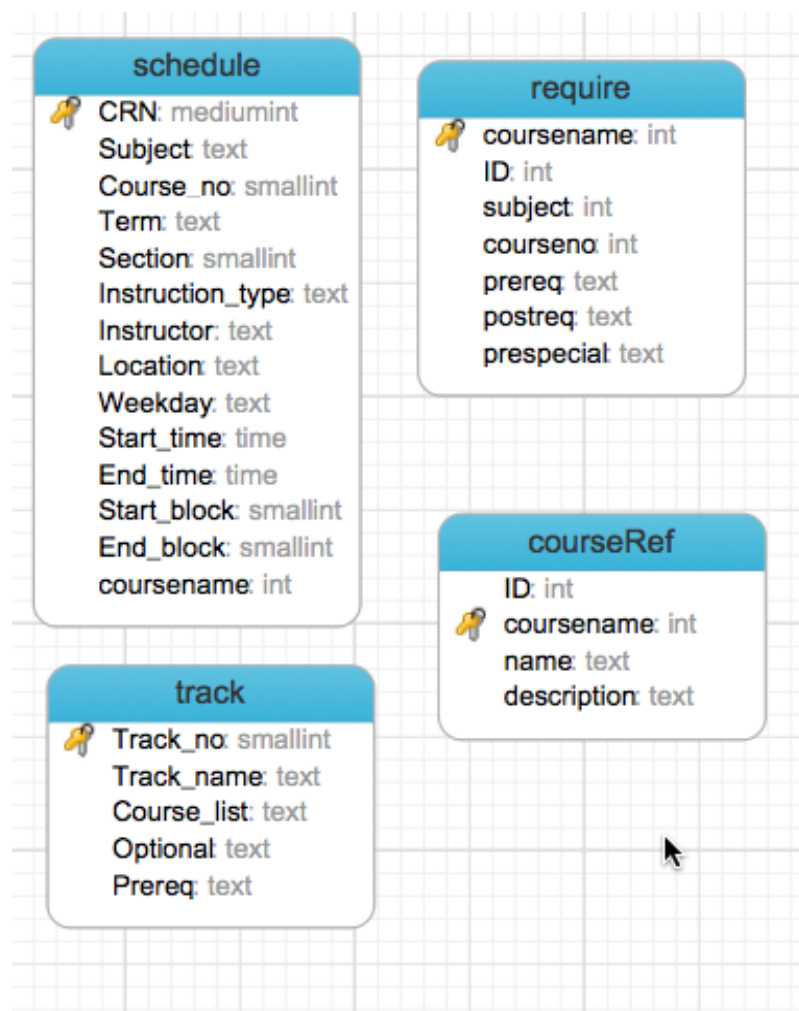 schedule
CRN: mediumint
Subject: text
Course_no: smallint
Term: text
Section: smallint
Instruction_type: text
Instructor: text
Location: text
Weekday: text
Start_time: time
End_time: time
Start_block: smallint
End_block: smallint
coursename: int
require
coursename: int
ID: int
subject: int
courseno: int
prereq: text
postreq: text
prespecial: text
courseRef
ID: int
coursename: int
name: text
description: text
track
Track_no: smallint
Track_name: text
Course_list: text
Optional: text
Prereq: text